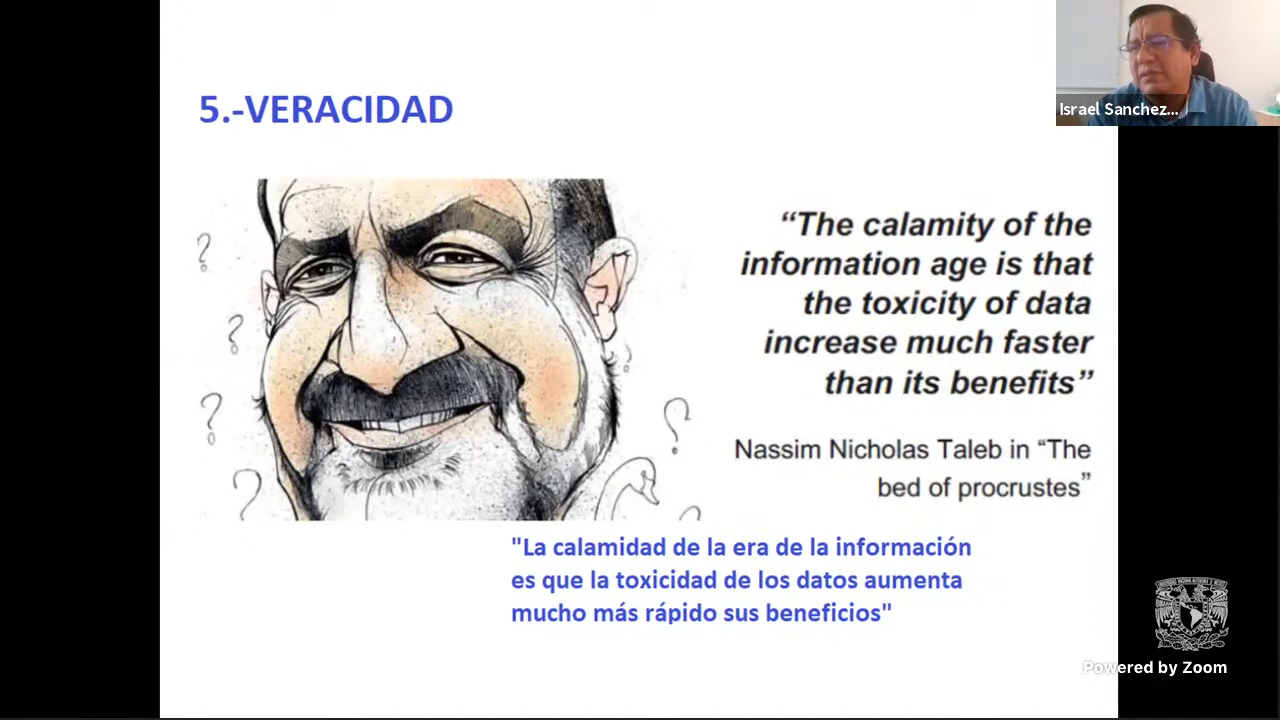 5.-VERACIDAD
Israel Sanchez...
“The calamity of the
information age is that
the toxicity of data
increase much faster
than its benefits”
Nassim Nicholas Taleb in “The
bed of procrustes”
"La calamidad de la era de la información
es que la toxicidad de los datos aumenta
mucho más rápido sus beneficios"
Powered by Zoom